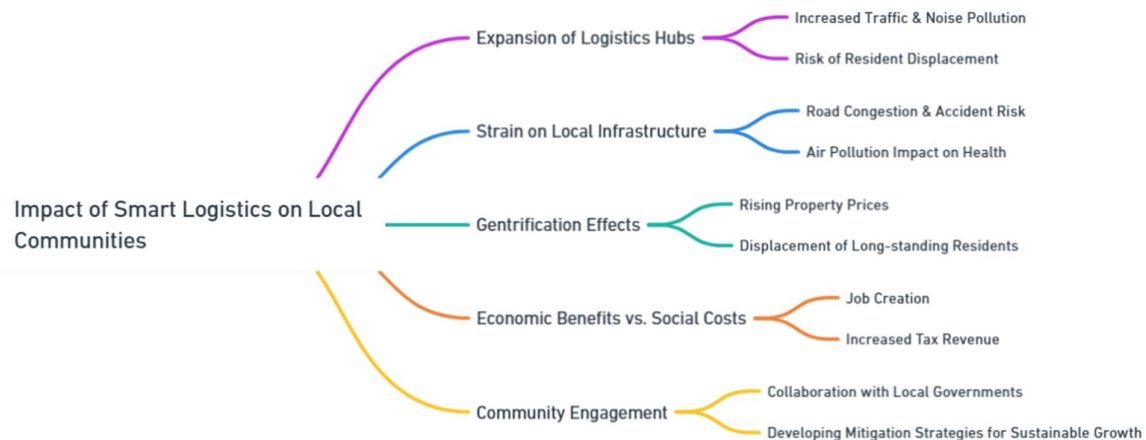 Impact of Smart Logistics on Local
Communities
Expansion of Logistics Hubs
Increased Traffic & Noise Pollution
Risk of Resident Displacement
Strain on Local Infrastructure
Road Congestion & Accident Risk
Air Pollution Impact on Health
Gentrification Effects
Rising Property Prices
Displacement of Long-standing Residents
Economic Benefits vs. Social Costs
Job Creation
Increased Tax Revenue
Community Engagement
Collaboration with Local Governments
Developing Mitigation Strategies for Sustainable Growth